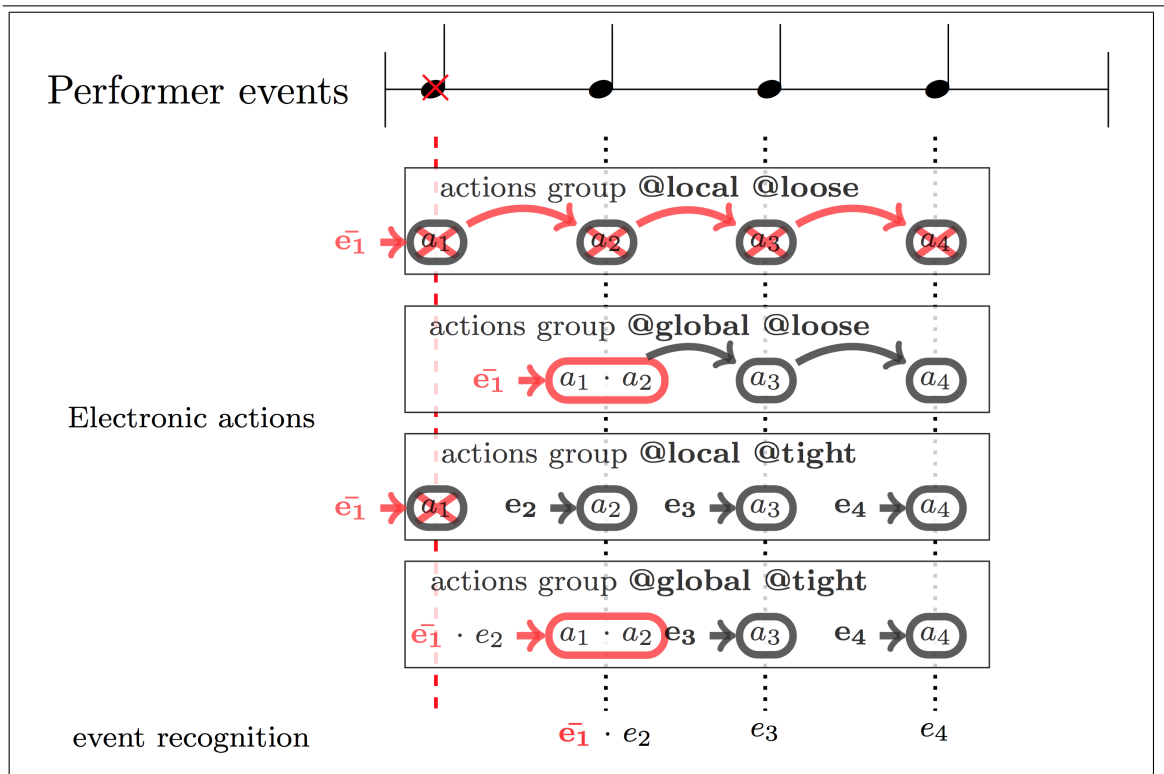 Performer events
actions group @local @loose
ē₁ a₁ a₂ a₃ a₄
actions group @global @loose
ē₁ a₁ · a₂ a₃ a₄
Electronic actions
actions group @local @tight
ē₁ a₁ e₂ a₂ e₃ a₃ e₄ a₄
actions group @global @tight
ē₁ · e₂ a₁ · a₂ e₃ a₃ e₄ a₄
event recognition ē₁ · e₂ e₃ e₄